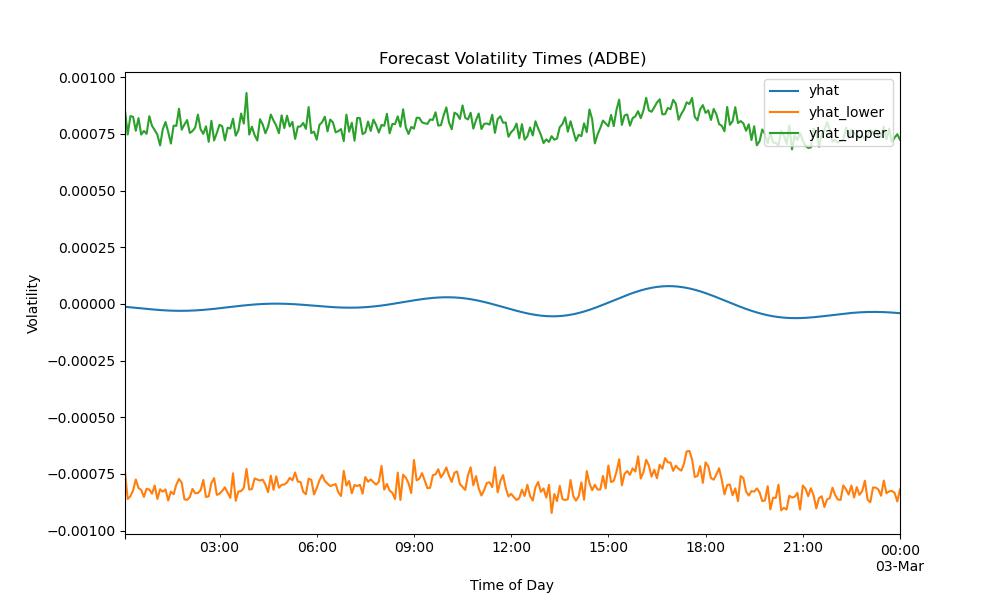 Forecast Volatility Times (ADBE)
0.00100
0.00075
0.00050
0.00025
0.00000
−0.00025
−0.00050
−0.00075
−0.00100
Volatility
yhat
yhat_lower
yhat_upper
03:00
06:00
09:00
12:00
15:00
18:00
21:00
00:00
03-Mar
Time of Day